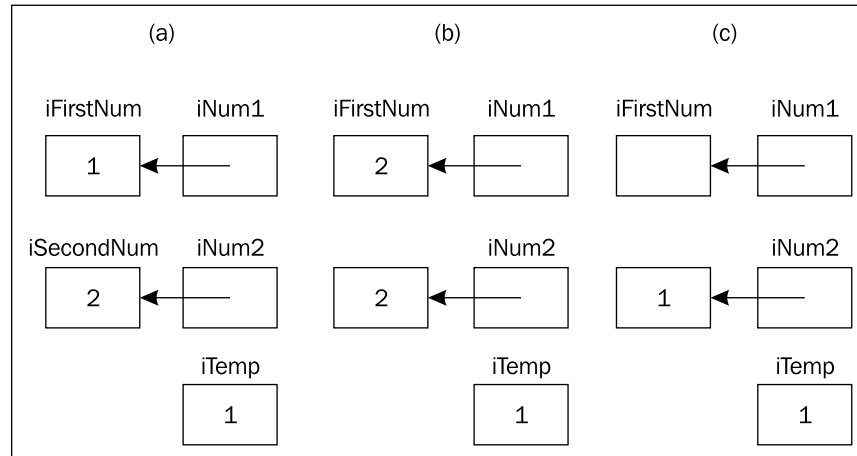 (a) (b) (c)
iFirstNum iNum1 iFirstNum iNum1 iFirstNum iNum1
1 2
iSecondNum iNum2 iNum2 iNum2
2 2 1
iTemp iTemp iTemp
1 1 1